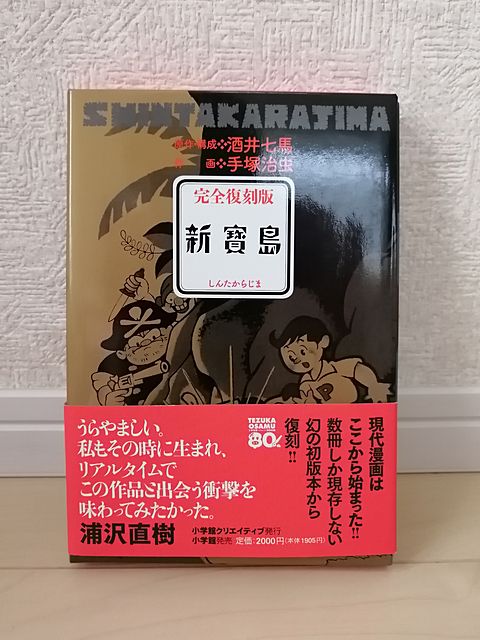 SHINTAKARAJIMA
原作・構成❖酒井七馬
作 画❖手塚治虫
完全復刻版
新寳島
しんたからじま
P
うらやましい。
私もその時に生まれ、
リアルタイムで
この作品と出会う衝撃を
味わってみたかった。
浦沢直樹
TEZUKA
OSAMU
80th
現代漫画は
ここから始まった!!
数冊しか現存しない
幻の初版本から
復刻!!
小学館クリエイティブ発行
小学館発売 定価:2000円(本体1905円)